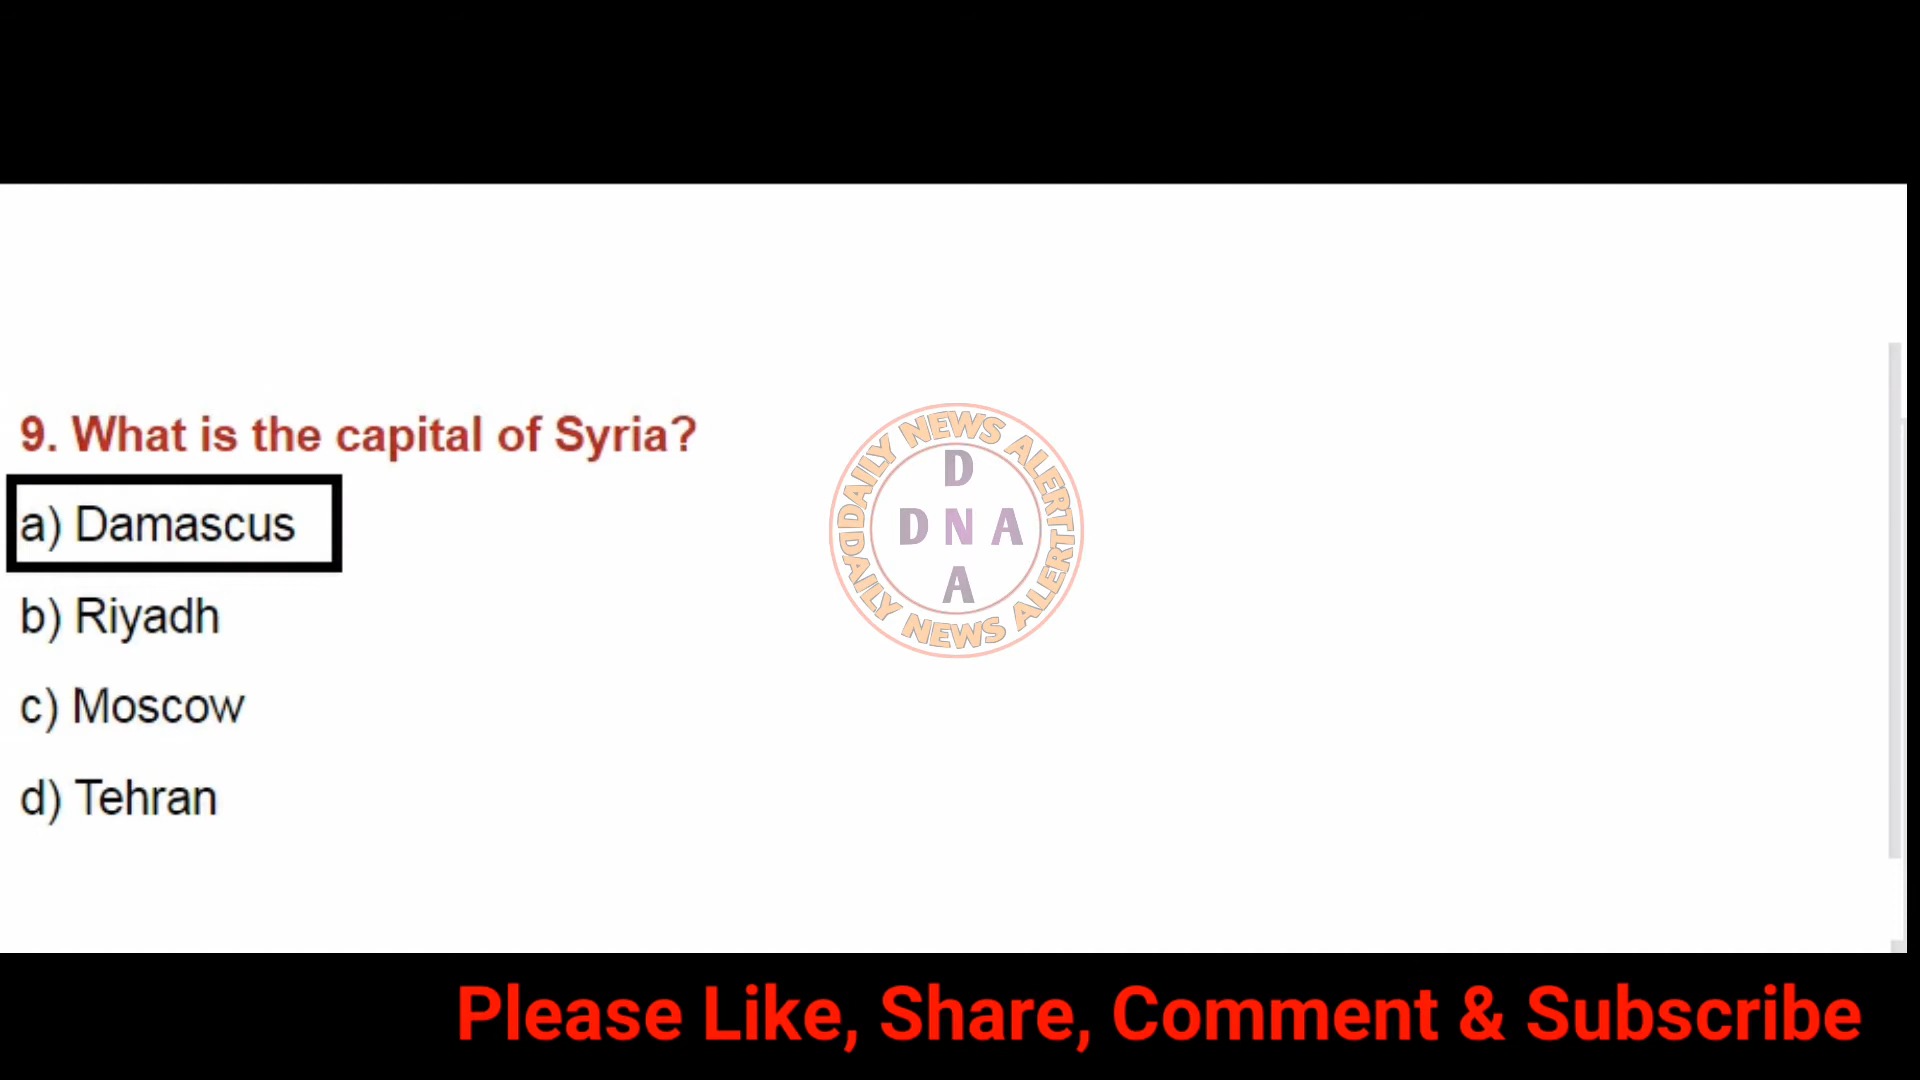 9. What is the capital of Syria?
a) Damascus
b) Riyadh
c) Moscow
d) Tehran
DAILY NEWS ALERT
D
D N A
A
DAILY NEWS ALERT
Please Like, Share, Comment & Subscribe